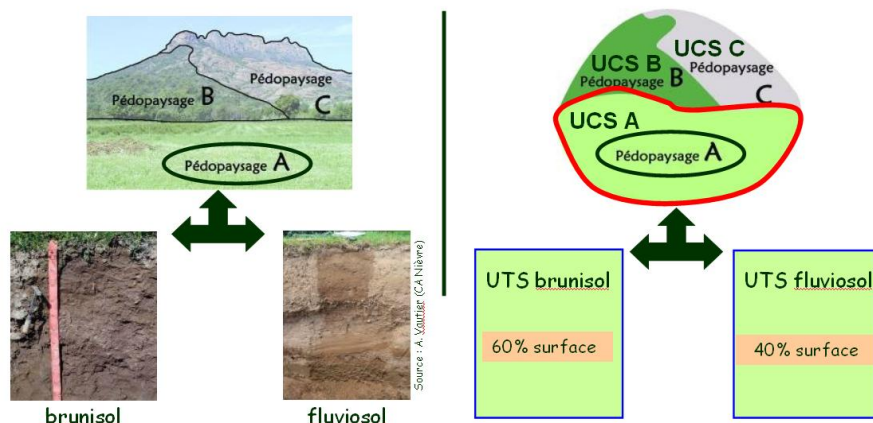 Pédopaysage B
Pédopaysage C
Pédopaysage A
Source : A. Vautier (CA Nièvre)
brunisol
fluviosol
UCS C
Pédopaysage
C
UCS B
Pédopaysage B
UCS A
Pédopaysage A
UTS brunisol
60% surface
UTS fluviosol
40% surface